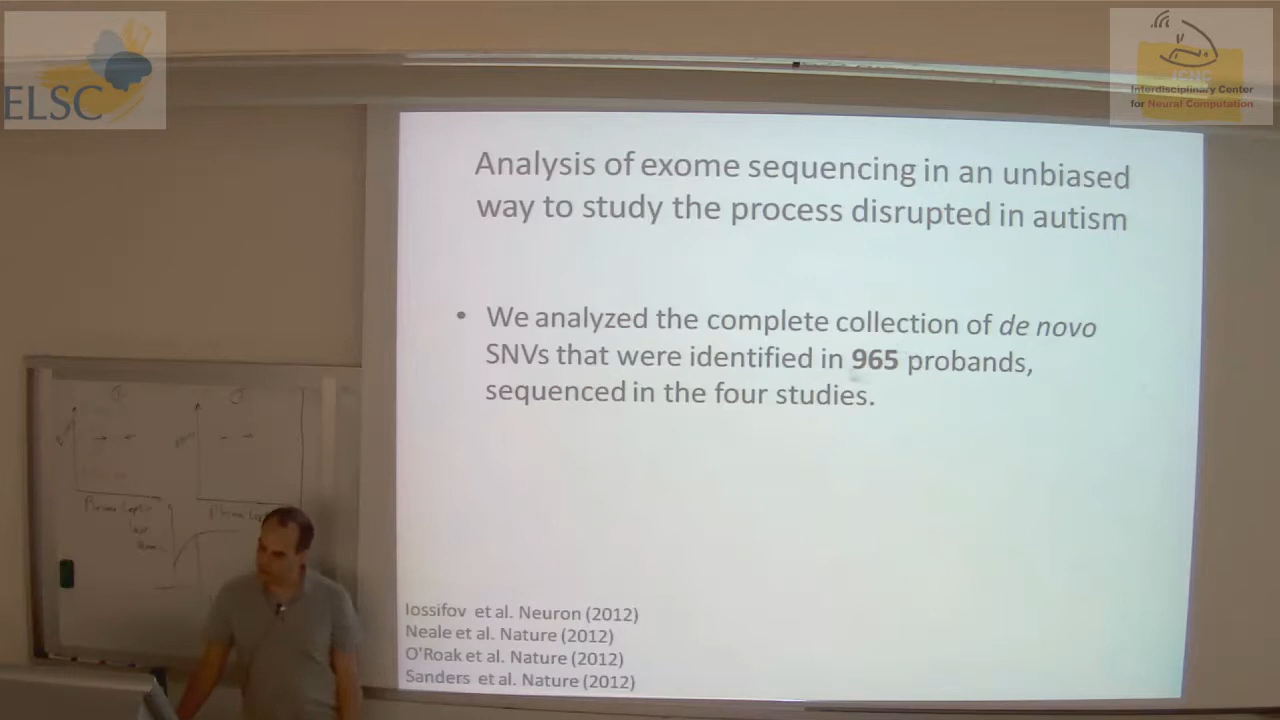 ELSC
ICNC
Interdisciplinary Center
for Neural Computation
Analysis of exome sequencing in an unbiased
way to study the process disrupted in autism
• We analyzed the complete collection of de novo
SNVs that were identified in 965 probands,
sequenced in the four studies.
Iossifov et al. Neuron (2012)
Neale et al. Nature (2012)
O'Roak et al. Nature (2012)
Sanders et al. Nature (2012)
Plasma